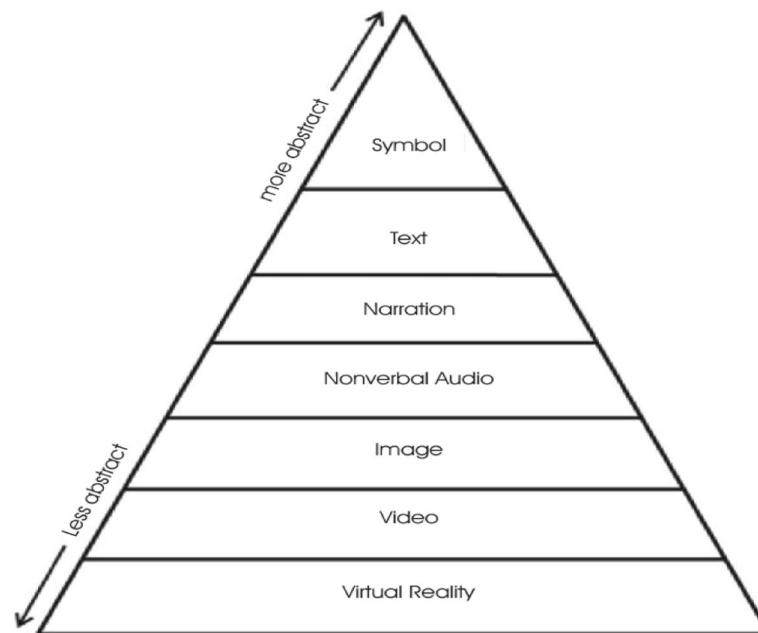 more abstract
Symbol
Text
Narration
Nonverbal Audio
Image
Less abstract
Video
Virtual Reality